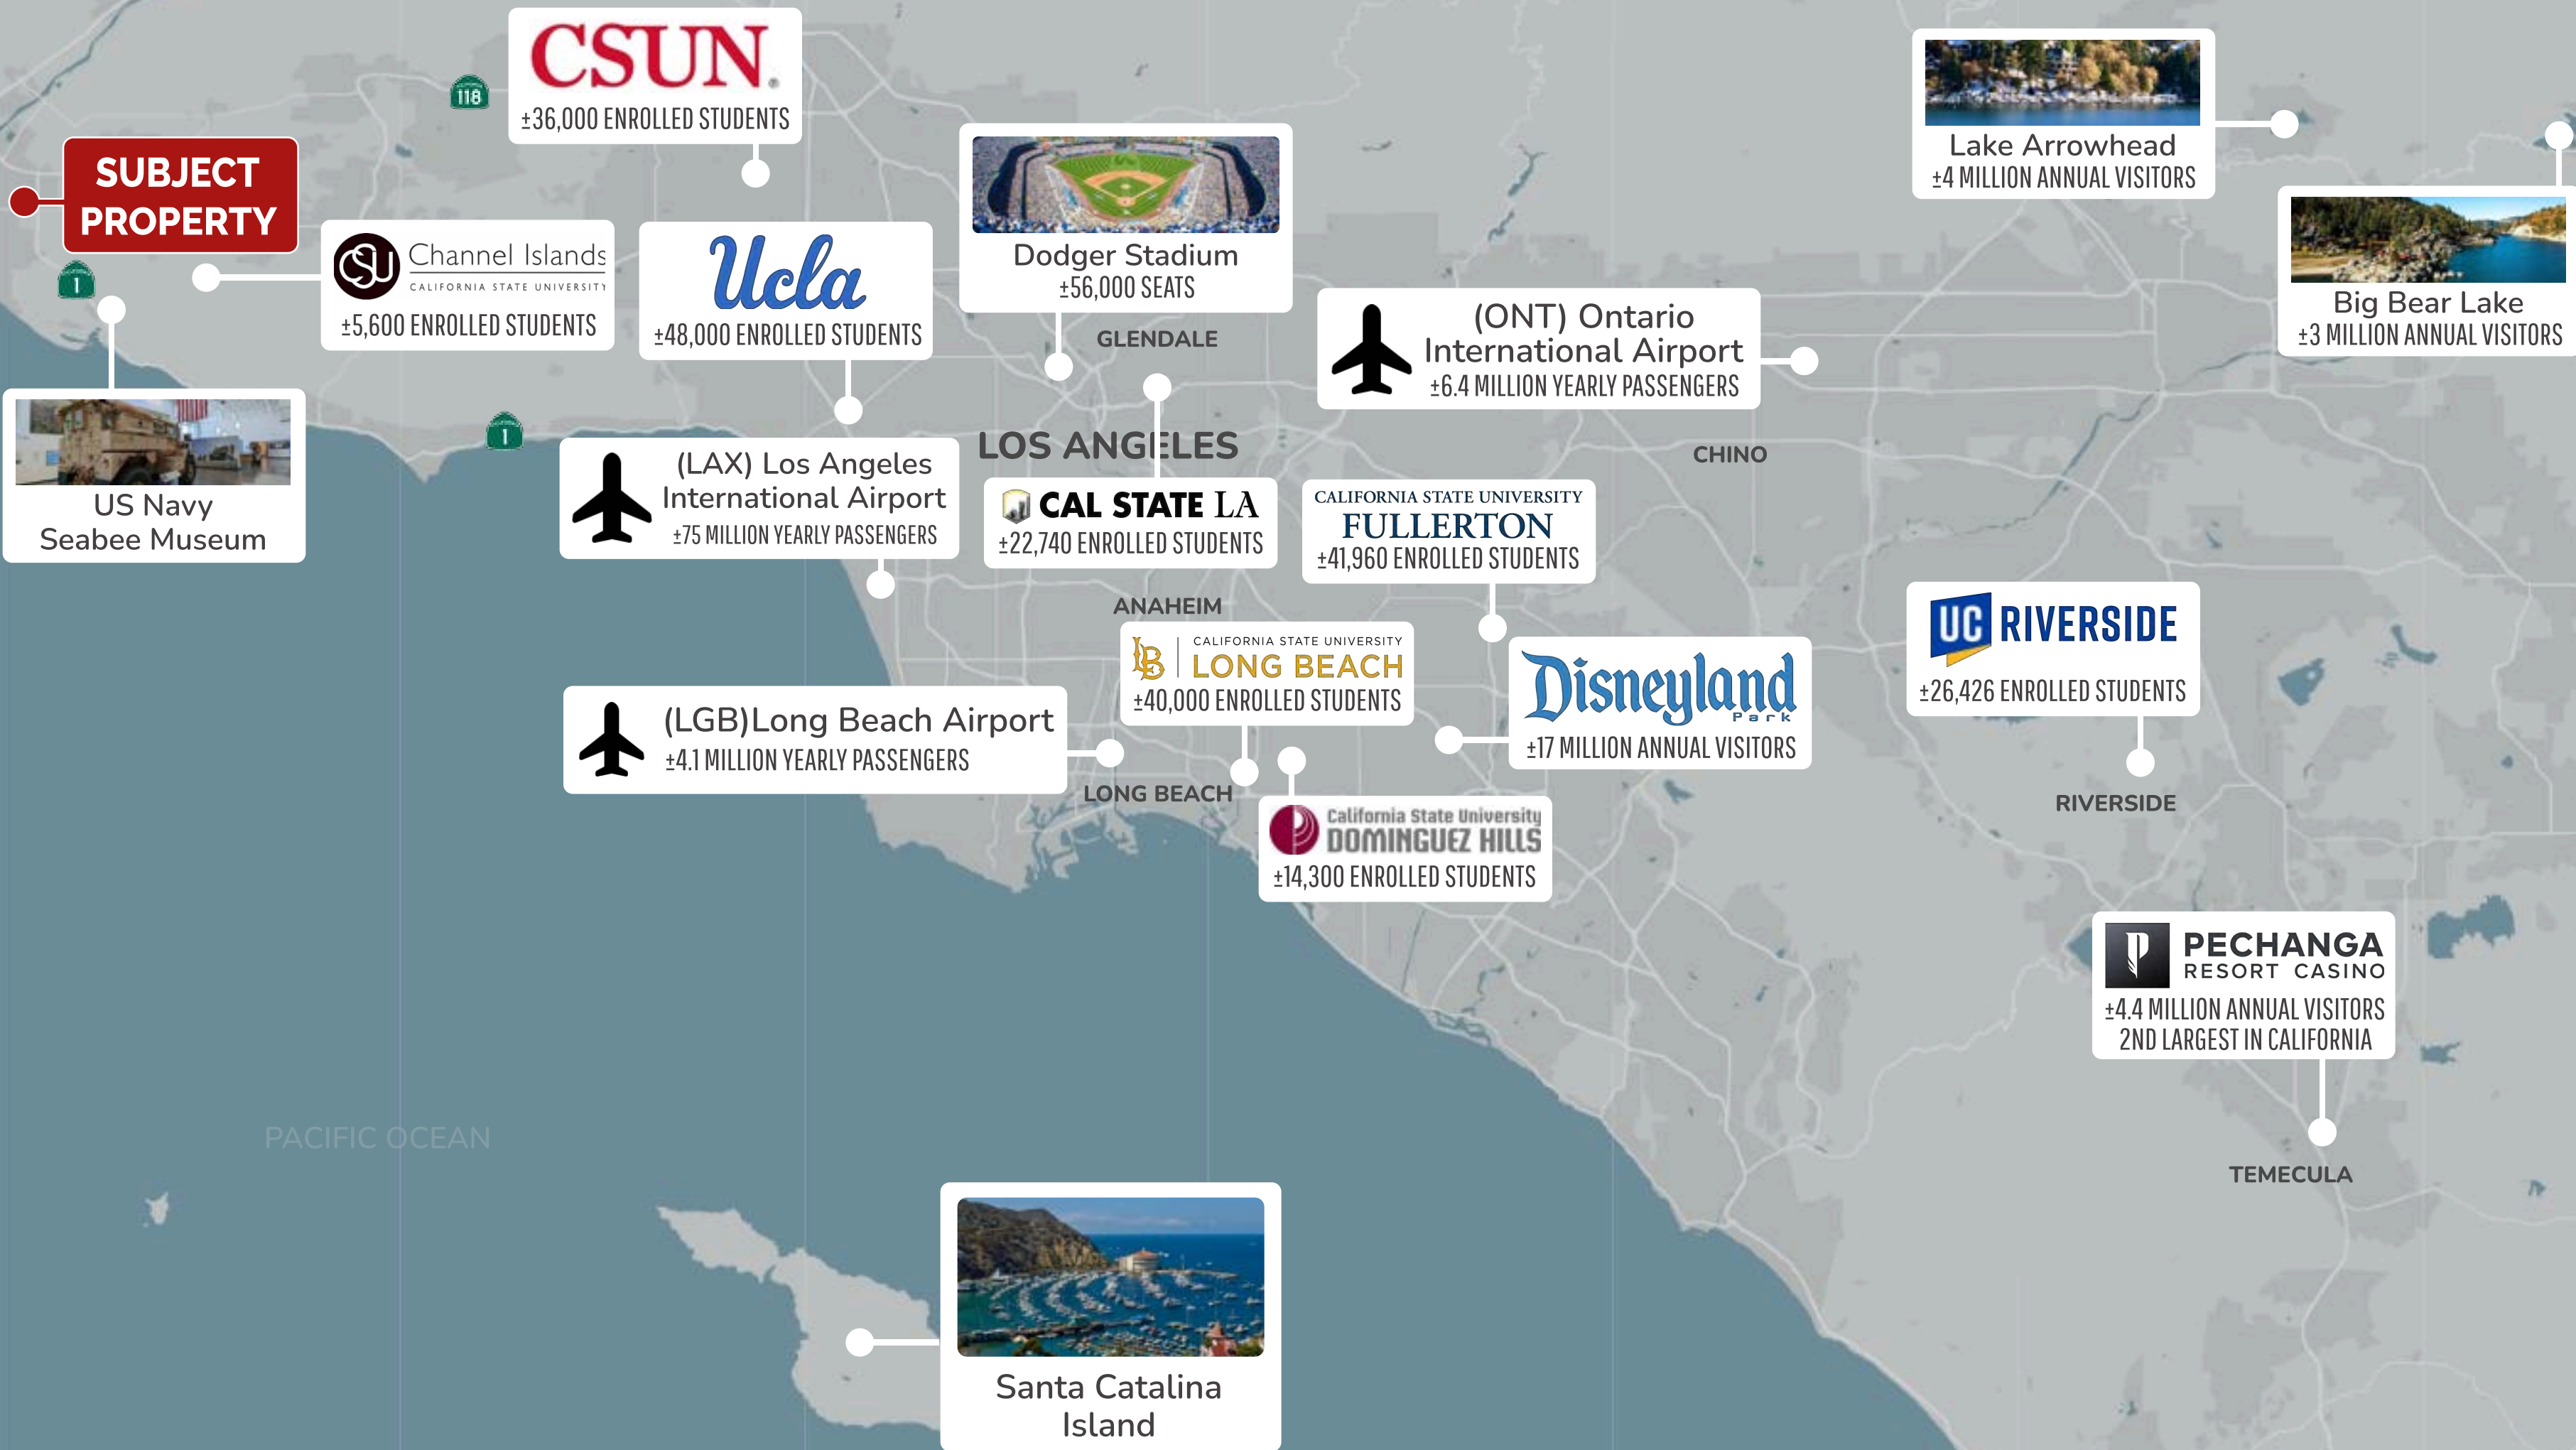 CSUN
±36,000 ENROLLED STUDENTS
118
SUBJECT
PROPERTY
1
CSU
Channel Islands
CALIFORNIA STATE UNIVERSITY
±5,600 ENROLLED STUDENTS
Ucla
±48,000 ENROLLED STUDENTS
Dodger Stadium
±56,000 SEATS
GLENDALE
Lake Arrowhead
±4 MILLION ANNUAL VISITORS
Big Bear Lake
±3 MILLION ANNUAL VISITORS
(ONT) Ontario
International Airport
±6.4 MILLION YEARLY PASSENGERS
CHINO
US Navy
Seabee Museum
1
(LAX) Los Angeles
International Airport
±75 MILLION YEARLY PASSENGERS
LOS ANGELES
CAL STATE LA
±22,740 ENROLLED STUDENTS
CALIFORNIA STATE UNIVERSITY
FULLERTON
±41,960 ENROLLED STUDENTS
ANAHEIM
LB
CALIFORNIA STATE UNIVERSITY
LONG BEACH
±40,000 ENROLLED STUDENTS
Disneyland
Park
±17 MILLION ANNUAL VISITORS
UC RIVERSIDE
±26,426 ENROLLED STUDENTS
RIVERSIDE
(LGB)Long Beach Airport
±4.1 MILLION YEARLY PASSENGERS
LONG BEACH
California State University
DOMINGUEZ HILLS
±14,300 ENROLLED STUDENTS
PECHANGA
RESORT CASINO
±4.4 MILLION ANNUAL VISITORS
2ND LARGEST IN CALIFORNIA
TEMECULA
PACIFIC OCEAN
Santa Catalina
Island